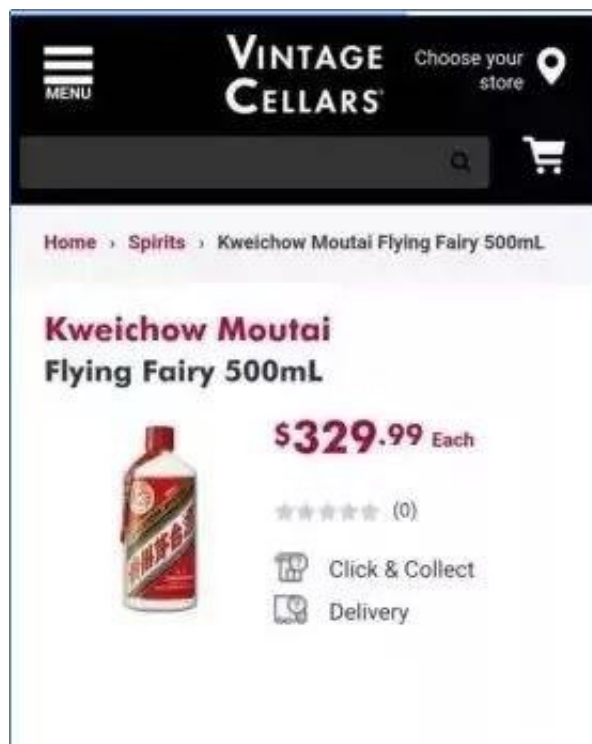 VINTAGE
CELLARS
Choose your
store
MENU
Home › Spirits › Kweichow Moutai Flying Fairy 500mL
Kweichow Moutai
Flying Fairy 500mL
$329.99 Each
(0)
Click & Collect
Delivery